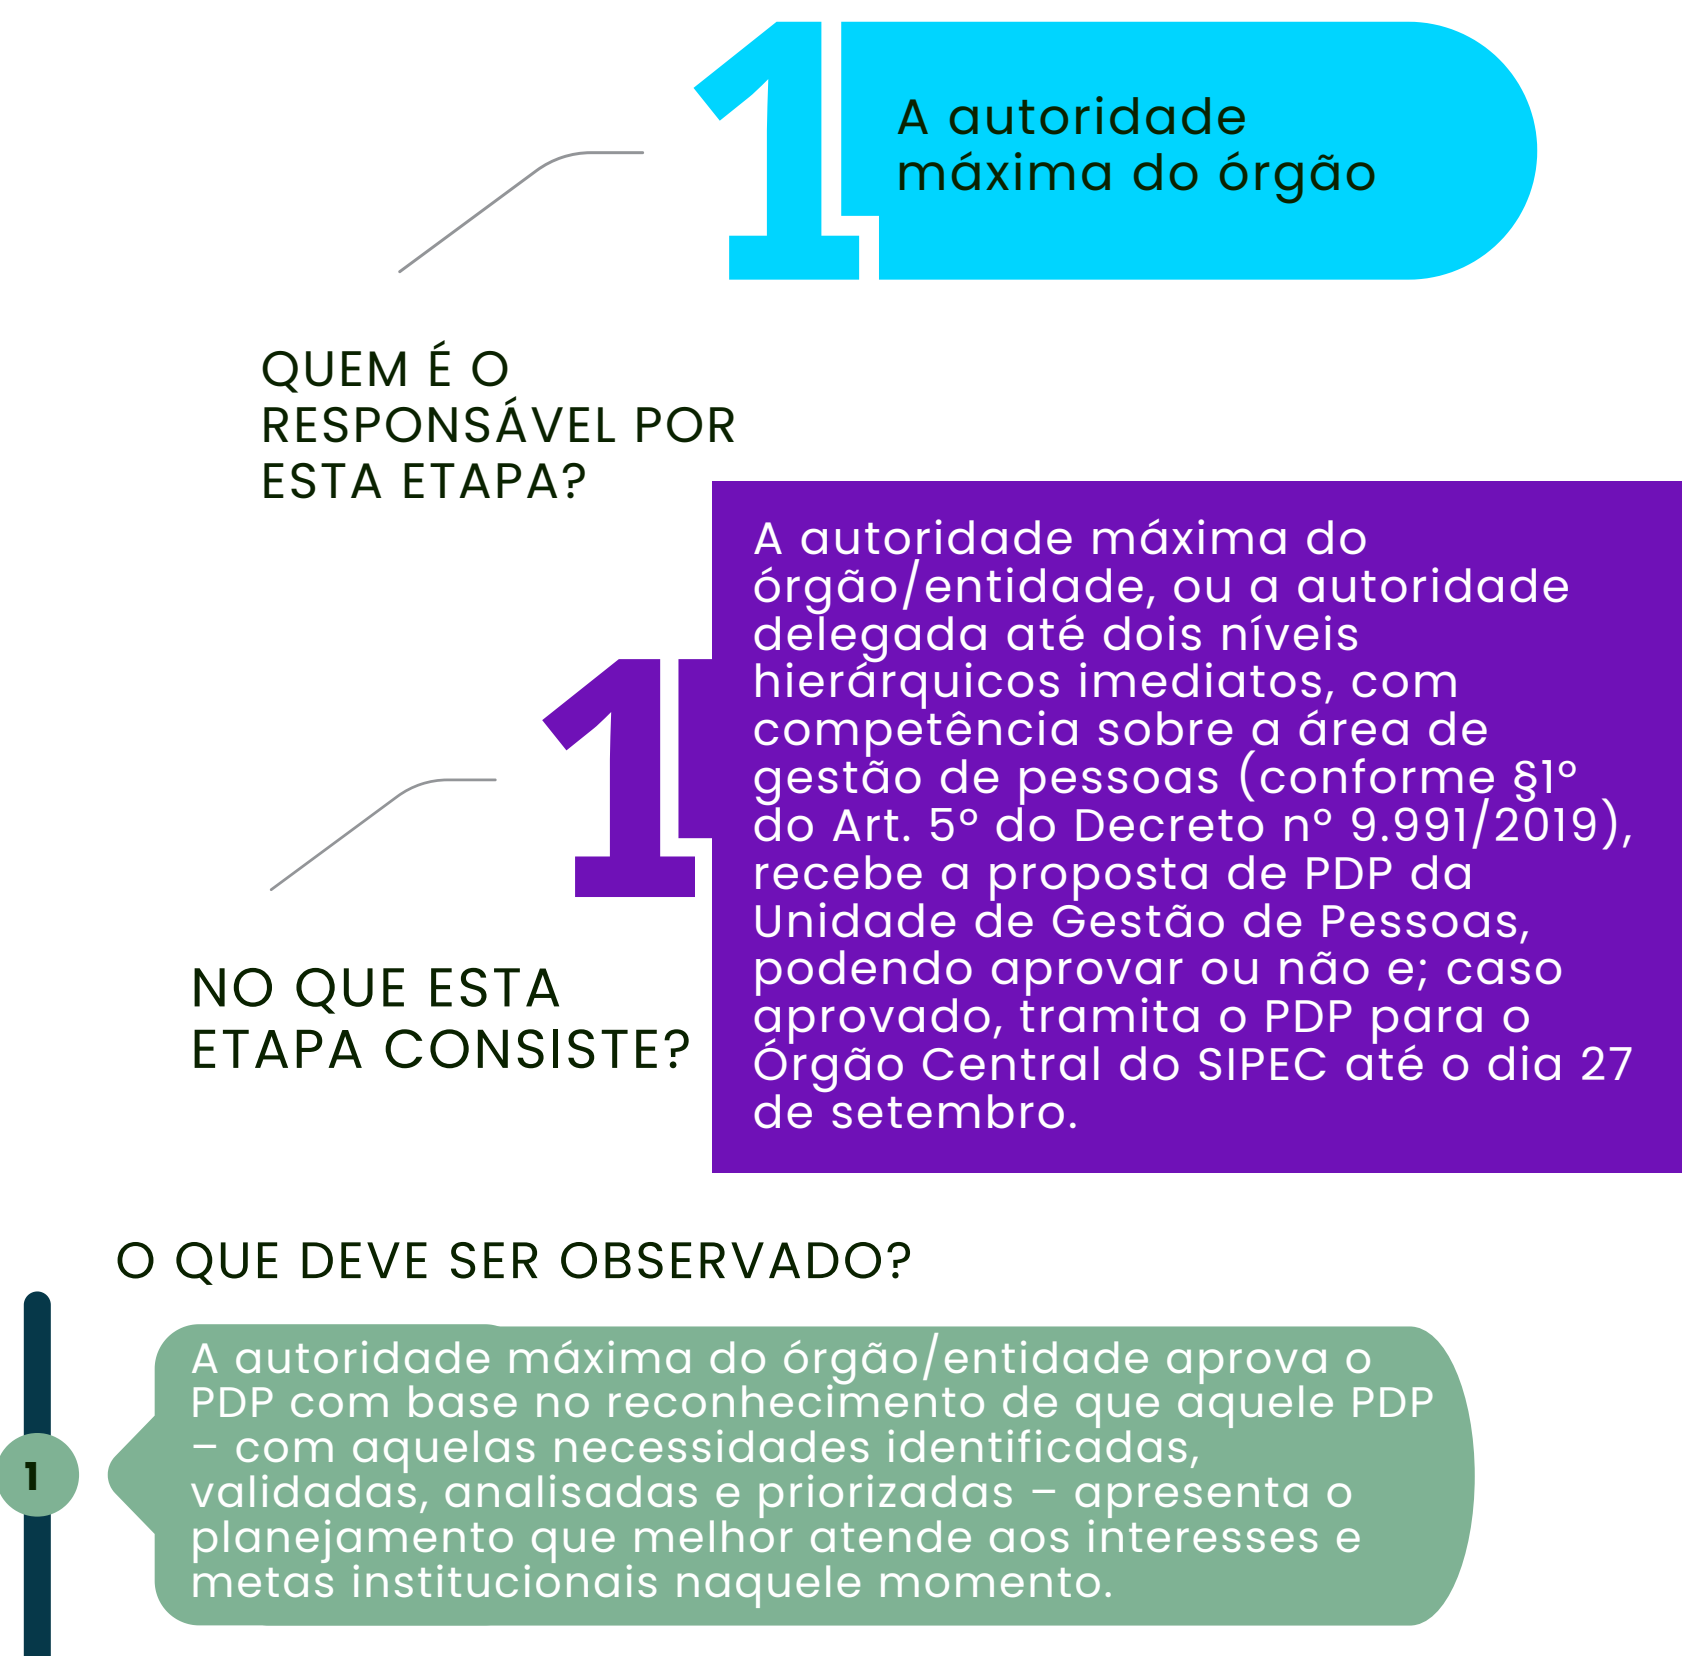 1
A autoridade
máxima do órgão
QUEM É O
RESPONSÁVEL POR
ESTA ETAPA?
1
A autoridade máxima do
órgão/entidade, ou a autoridade
delegada até dois níveis
hierárquicos imediatos, com
competência sobre a área de
gestão de pessoas (conforme §1º
do Art. 5º do Decreto nº 9.991/2019),
recebe a proposta de PDP da
Unidade de Gestão de Pessoas,
podendo aprovar ou não e; caso
aprovado, tramita o PDP para o
Órgão Central do SIPEC até o dia 27
de setembro.
NO QUE ESTA
ETAPA CONSISTE?
O QUE DEVE SER OBSERVADO?
1
A autoridade máxima do órgão/entidade aprova o
PDP com base no reconhecimento de que aquele PDP
– com aquelas necessidades identificadas,
validadas, analisadas e priorizadas – apresenta o
planejamento que melhor atende aos interesses e
metas institucionais naquele momento.